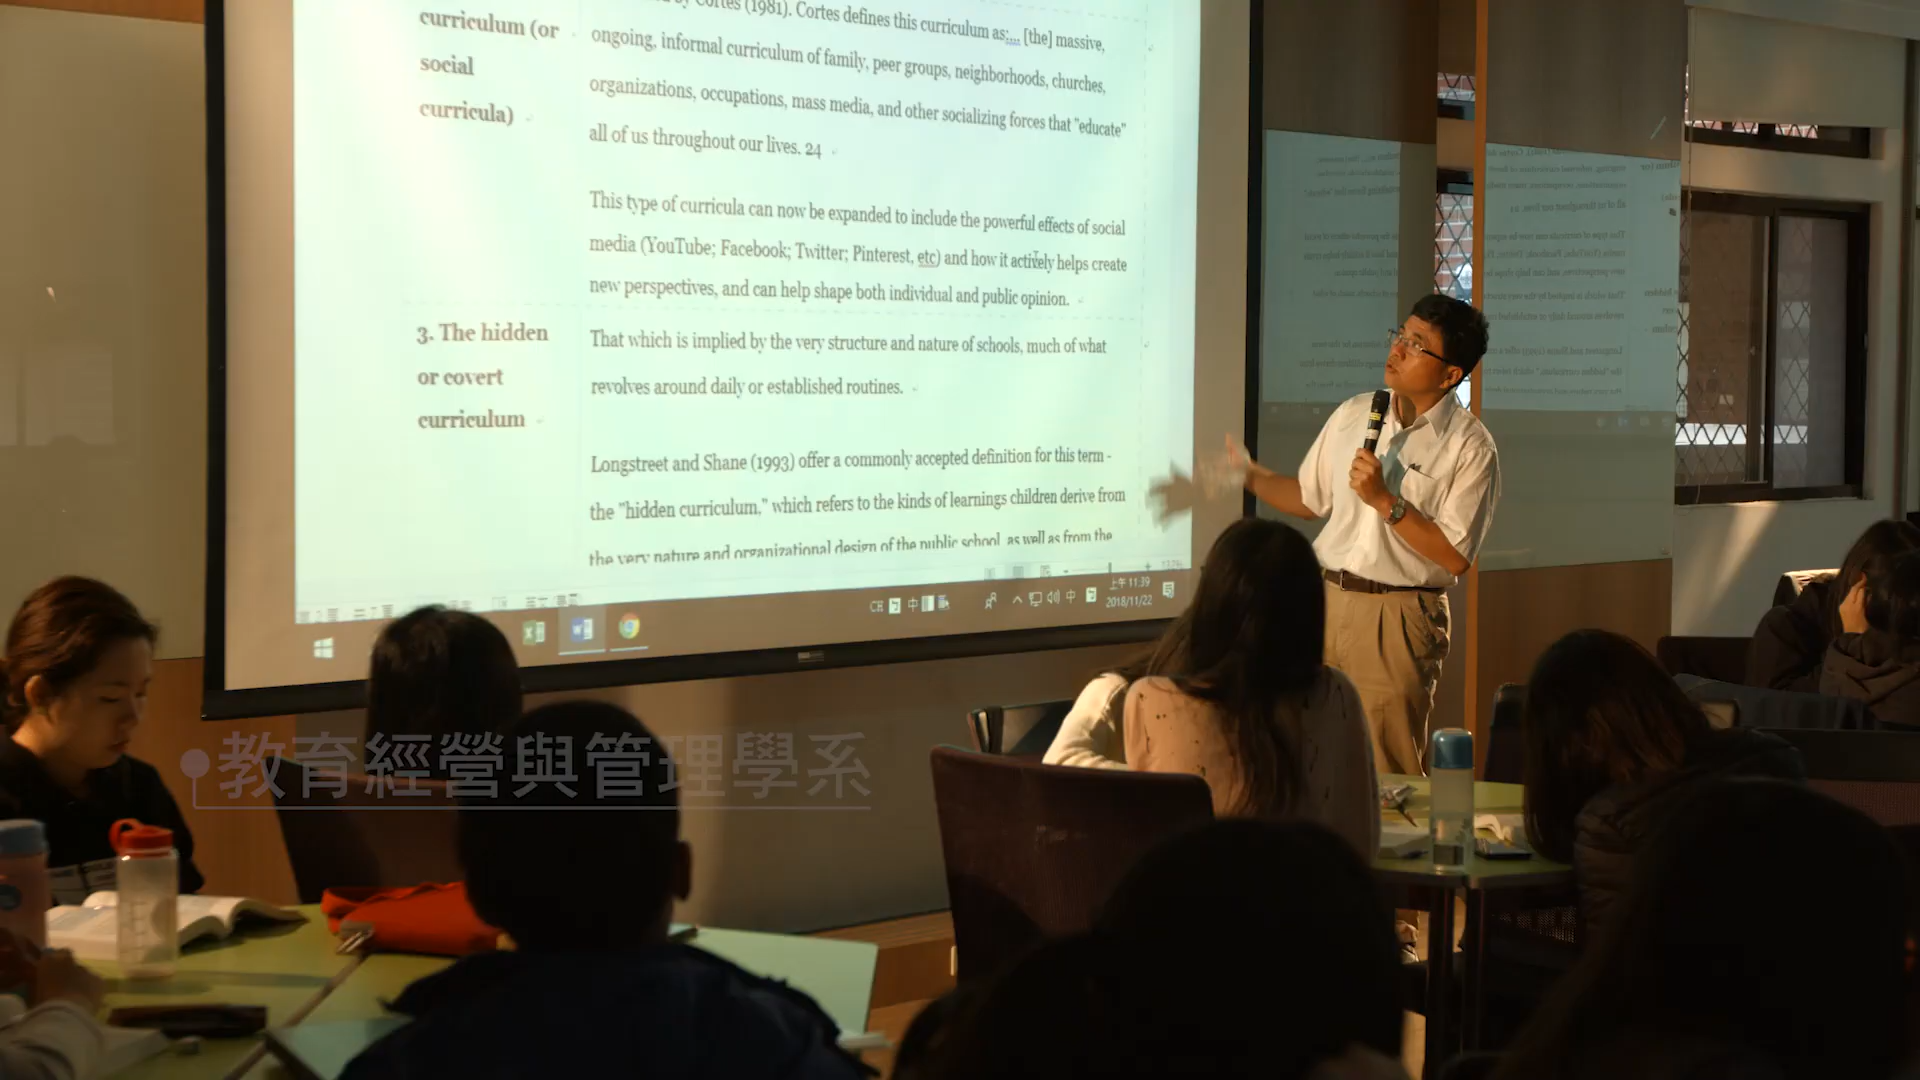 curriculum (or
social
curricula)
by Cortes (1981). Cortes defines this curriculum as:... [the] massive,
ongoing, informal curriculum of family, peer groups, neighborhoods, churches,
organizations, occupations, mass media, and other socializing forces that "educate"
all of us throughout our lives. 24
This type of curricula can now be expanded to include the powerful effects of social
media (YouTube; Facebook; Twitter; Pinterest, etc) and how it actively helps create
new perspectives, and can help shape both individual and public opinion.
3. The hidden
or covert
curriculum
That which is implied by the very structure and nature of schools, much of what
revolves around daily or established routines.
Longstreet and Shane (1993) offer a commonly accepted definition for this term -
the "hidden curriculum," which refers to the kinds of learnings children derive from
the very nature and organizational design of the public school, as well as from the
CH 中
中
上午 11:39
2018/11/22
教育經營與管理學系